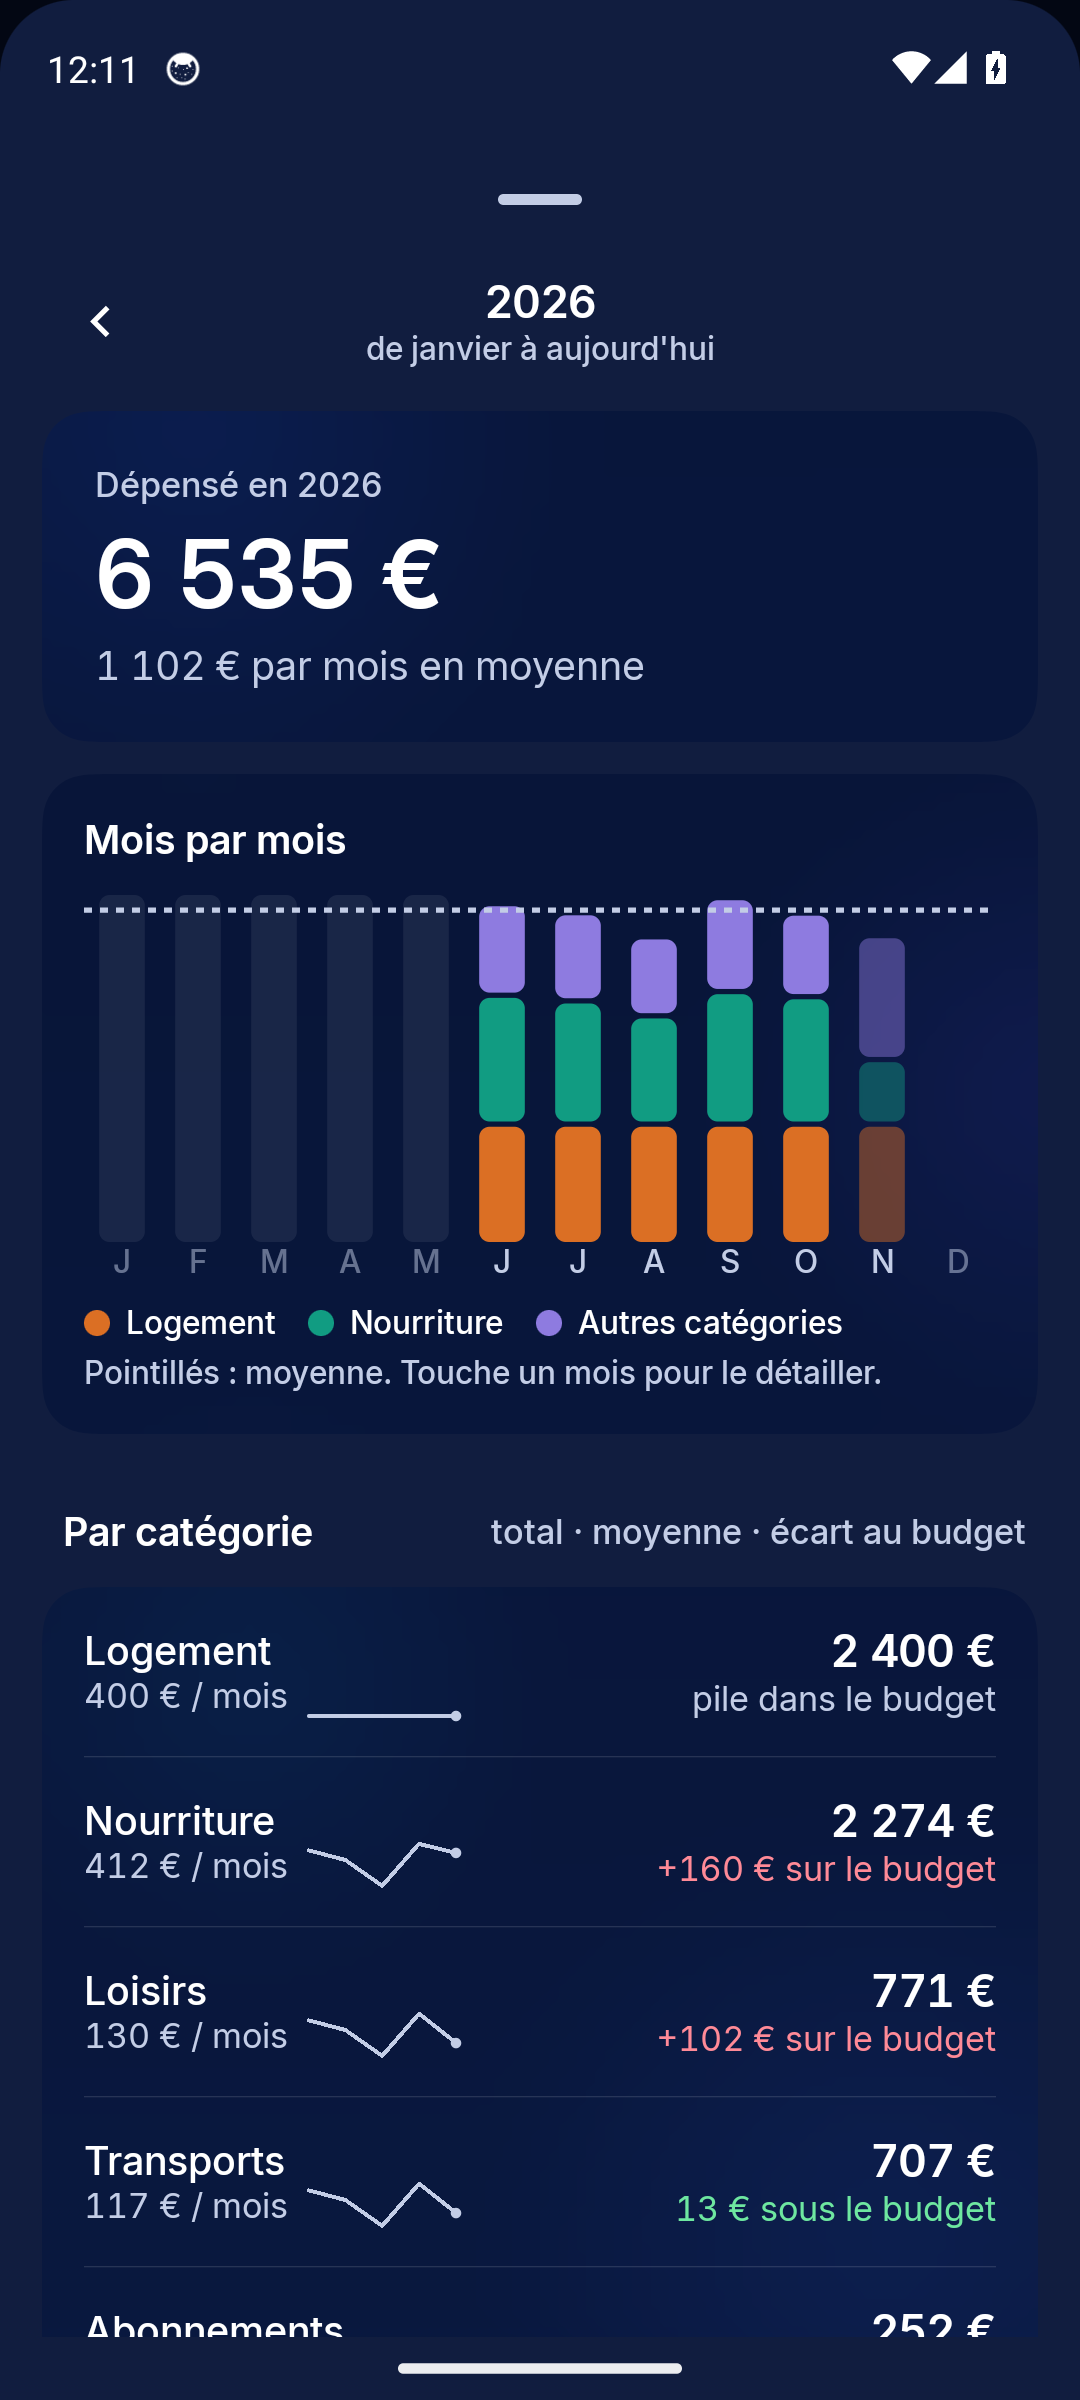 12:11
2026
de janvier à aujourd'hui
Dépensé en 2026
6 535 €
1 102 € par mois en moyenne
Mois par mois
J F M A M J J A S O N D
Logement Nourriture Autres catégories
Pointillés : moyenne. Touche un mois pour le détailler.
Par catégorie total · moyenne · écart au budget
Logement 2 400 €
400 € / mois pile dans le budget
Nourriture 2 274 €
412 € / mois +160 € sur le budget
Loisirs 771 €
130 € / mois +102 € sur le budget
Transports 707 €
117 € / mois 13 € sous le budget
Abonnements 252 €